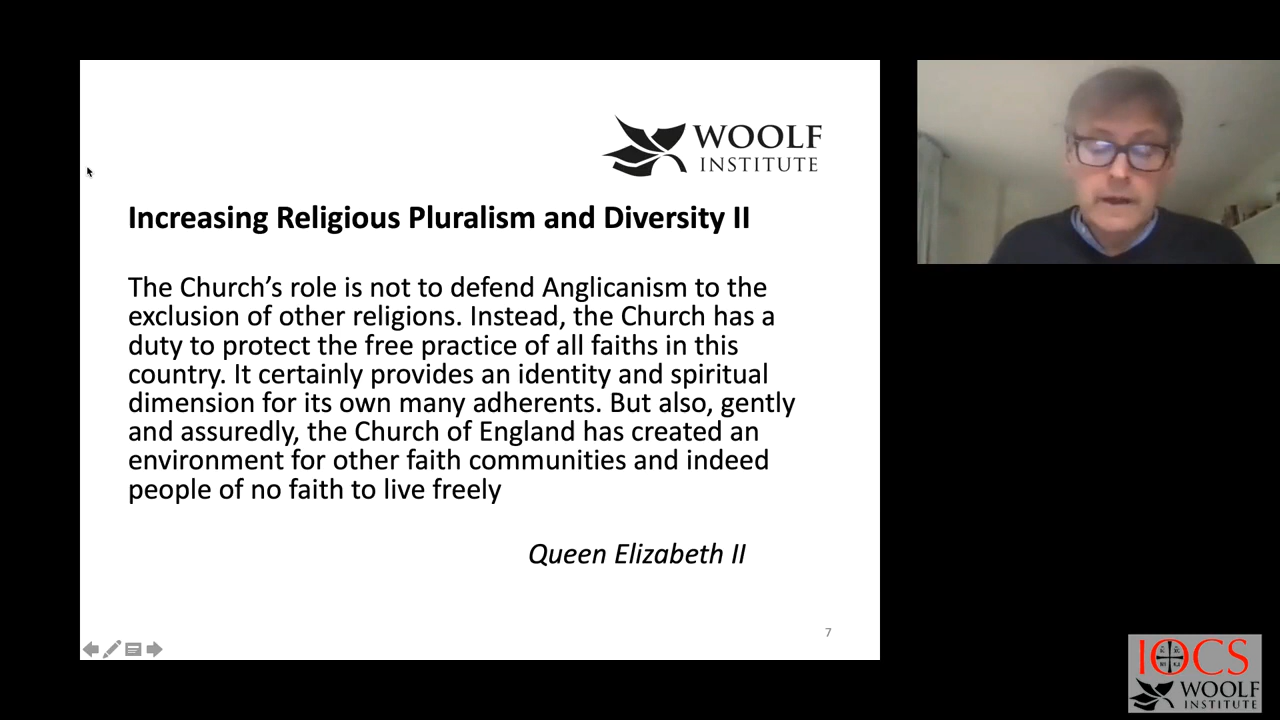 WOOLF
INSTITUTE
Increasing Religious Pluralism and Diversity II
The Church’s role is not to defend Anglicanism to the
exclusion of other religions. Instead, the Church has a
duty to protect the free practice of all faiths in this
country. It certainly provides an identity and spiritual
dimension for its own many adherents. But also, gently
and assuredly, the Church of England has created an
environment for other faith communities and indeed
people of no faith to live freely
Queen Elizabeth II
7
IOCS
WOOLF
INSTITUTE